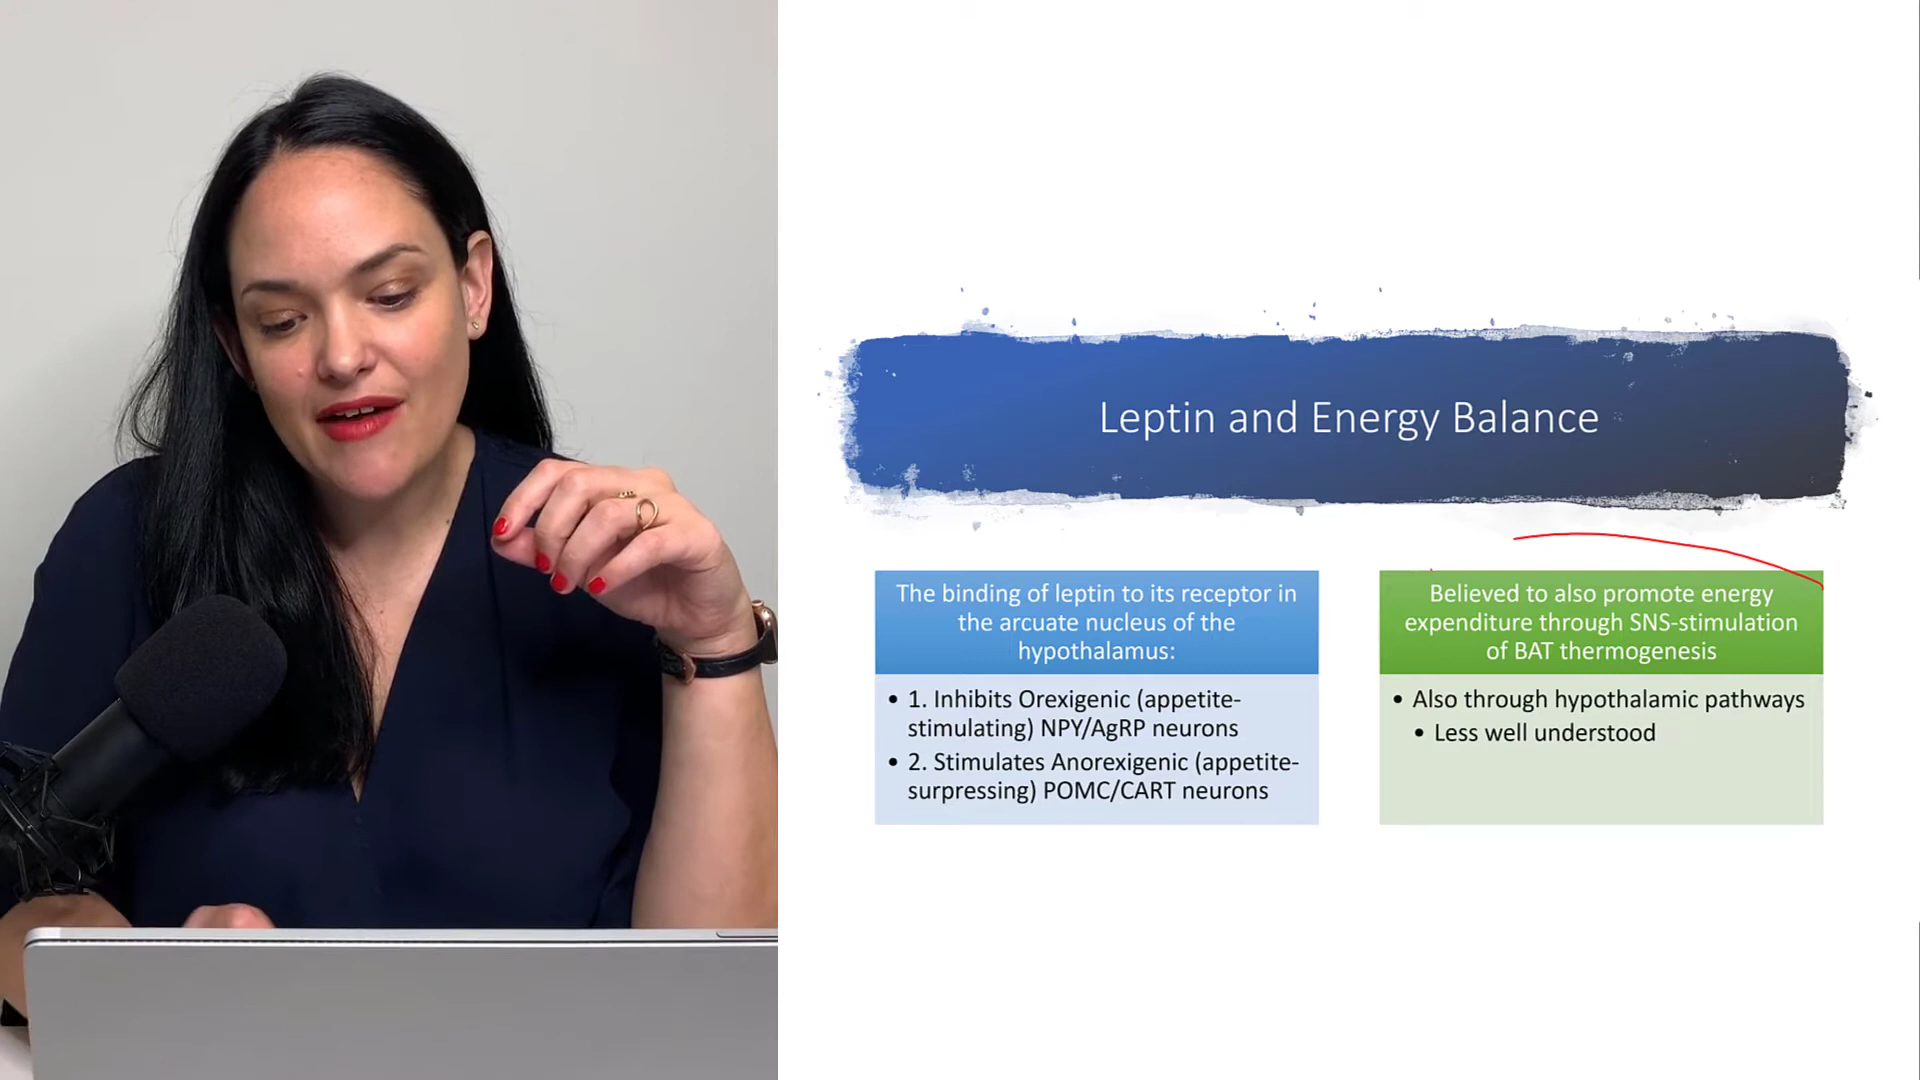 Leptin and Energy Balance
The binding of leptin to its receptor in
the arcuate nucleus of the
hypothalamus:
• 1. Inhibits Orexigenic (appetite-
stimulating) NPY/AgRP neurons
• 2. Stimulates Anorexigenic (appetite-
surpressing) POMC/CART neurons
Believed to also promote energy
expenditure through SNS-stimulation
of BAT thermogenesis
• Also through hypothalamic pathways
• Less well understood